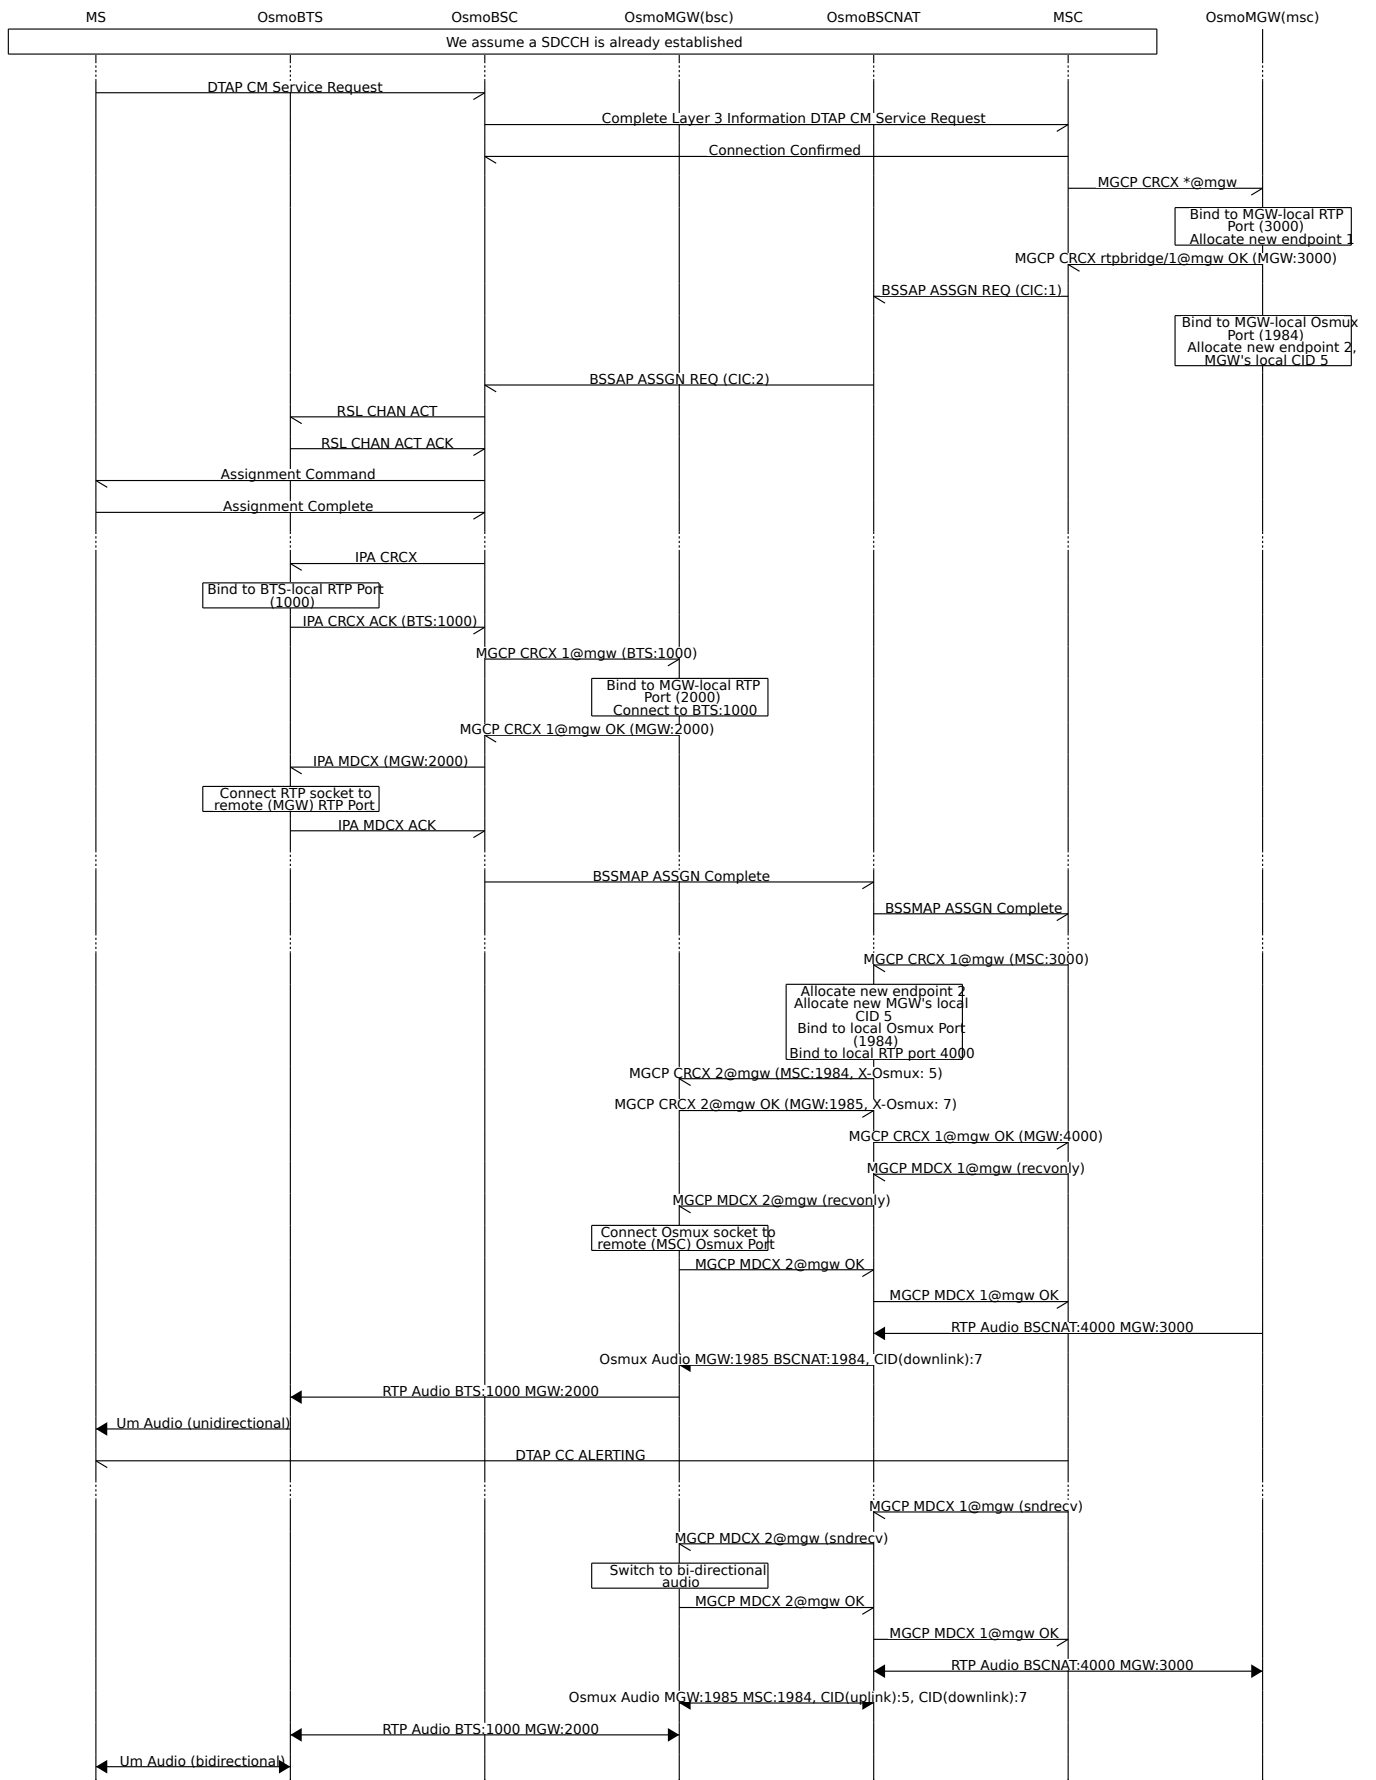 MS OsmoBTS OsmoBSC OsmoMGW(bsc) OsmoBSCNAT MSC OsmoMGW(msc)
We assume a SDCCH is already established
DTAP CM Service Request
Complete Layer 3 Information DTAP CM Service Request
Connection Confirmed
MGCP CRCX *@mgw
Bind to MGW-local RTP
Port (3000)
Allocate new endpoint 1
MGCP CRCX rtpbridge/1@mgw OK (MGW:3000)
BSSAP ASSGN REQ (CIC:1)
Bind to MGW-local Osmux
Port (1984)
Allocate new endpoint 2,
MGW's local CID 5
BSSAP ASSGN REQ (CIC:2)
RSL CHAN ACT
RSL CHAN ACT ACK
Assignment Command
Assignment Complete
IPA CRCX
Bind to BTS-local RTP Port
(1000)
IPA CRCX ACK (BTS:1000)
MGCP CRCX 1@mgw (BTS:1000)
Bind to MGW-local RTP
Port (2000)
Connect to BTS:1000
MGCP CRCX 1@mgw OK (MGW:2000)
IPA MDCX (MGW:2000)
Connect RTP socket to
remote (MGW) RTP Port
IPA MDCX ACK
BSSMAP ASSGN Complete
BSSMAP ASSGN Complete
MGCP CRCX 1@mgw (MSC:3000)
Allocate new endpoint 2
Allocate new MGW's local
CID 5
Bind to local Osmux Port
(1984)
Bind to local RTP port 4000
MGCP CRCX 2@mgw (MSC:1984, X-Osmux: 5)
MGCP CRCX 2@mgw OK (MGW:1985, X-Osmux: 7)
MGCP CRCX 1@mgw OK (MGW:4000)
MGCP MDCX 1@mgw (recvonly)
MGCP MDCX 2@mgw (recvonly)
Connect Osmux socket to
remote (MSC) Osmux Port
MGCP MDCX 2@mgw OK
MGCP MDCX 1@mgw OK
RTP Audio BSCNAT:4000 MGW:3000
Osmux Audio MGW:1985 BSCNAT:1984, CID(downlink):7
RTP Audio BTS:1000 MGW:2000
Um Audio (unidirectional)
DTAP CC ALERTING
MGCP MDCX 1@mgw (sndrecv)
MGCP MDCX 2@mgw (sndrecv)
Switch to bi-directional
audio
MGCP MDCX 2@mgw OK
MGCP MDCX 1@mgw OK
RTP Audio BSCNAT:4000 MGW:3000
Osmux Audio MGW:1985 MSC:1984, CID(uplink):5, CID(downlink):7
RTP Audio BTS:1000 MGW:2000
Um Audio (bidirectional)